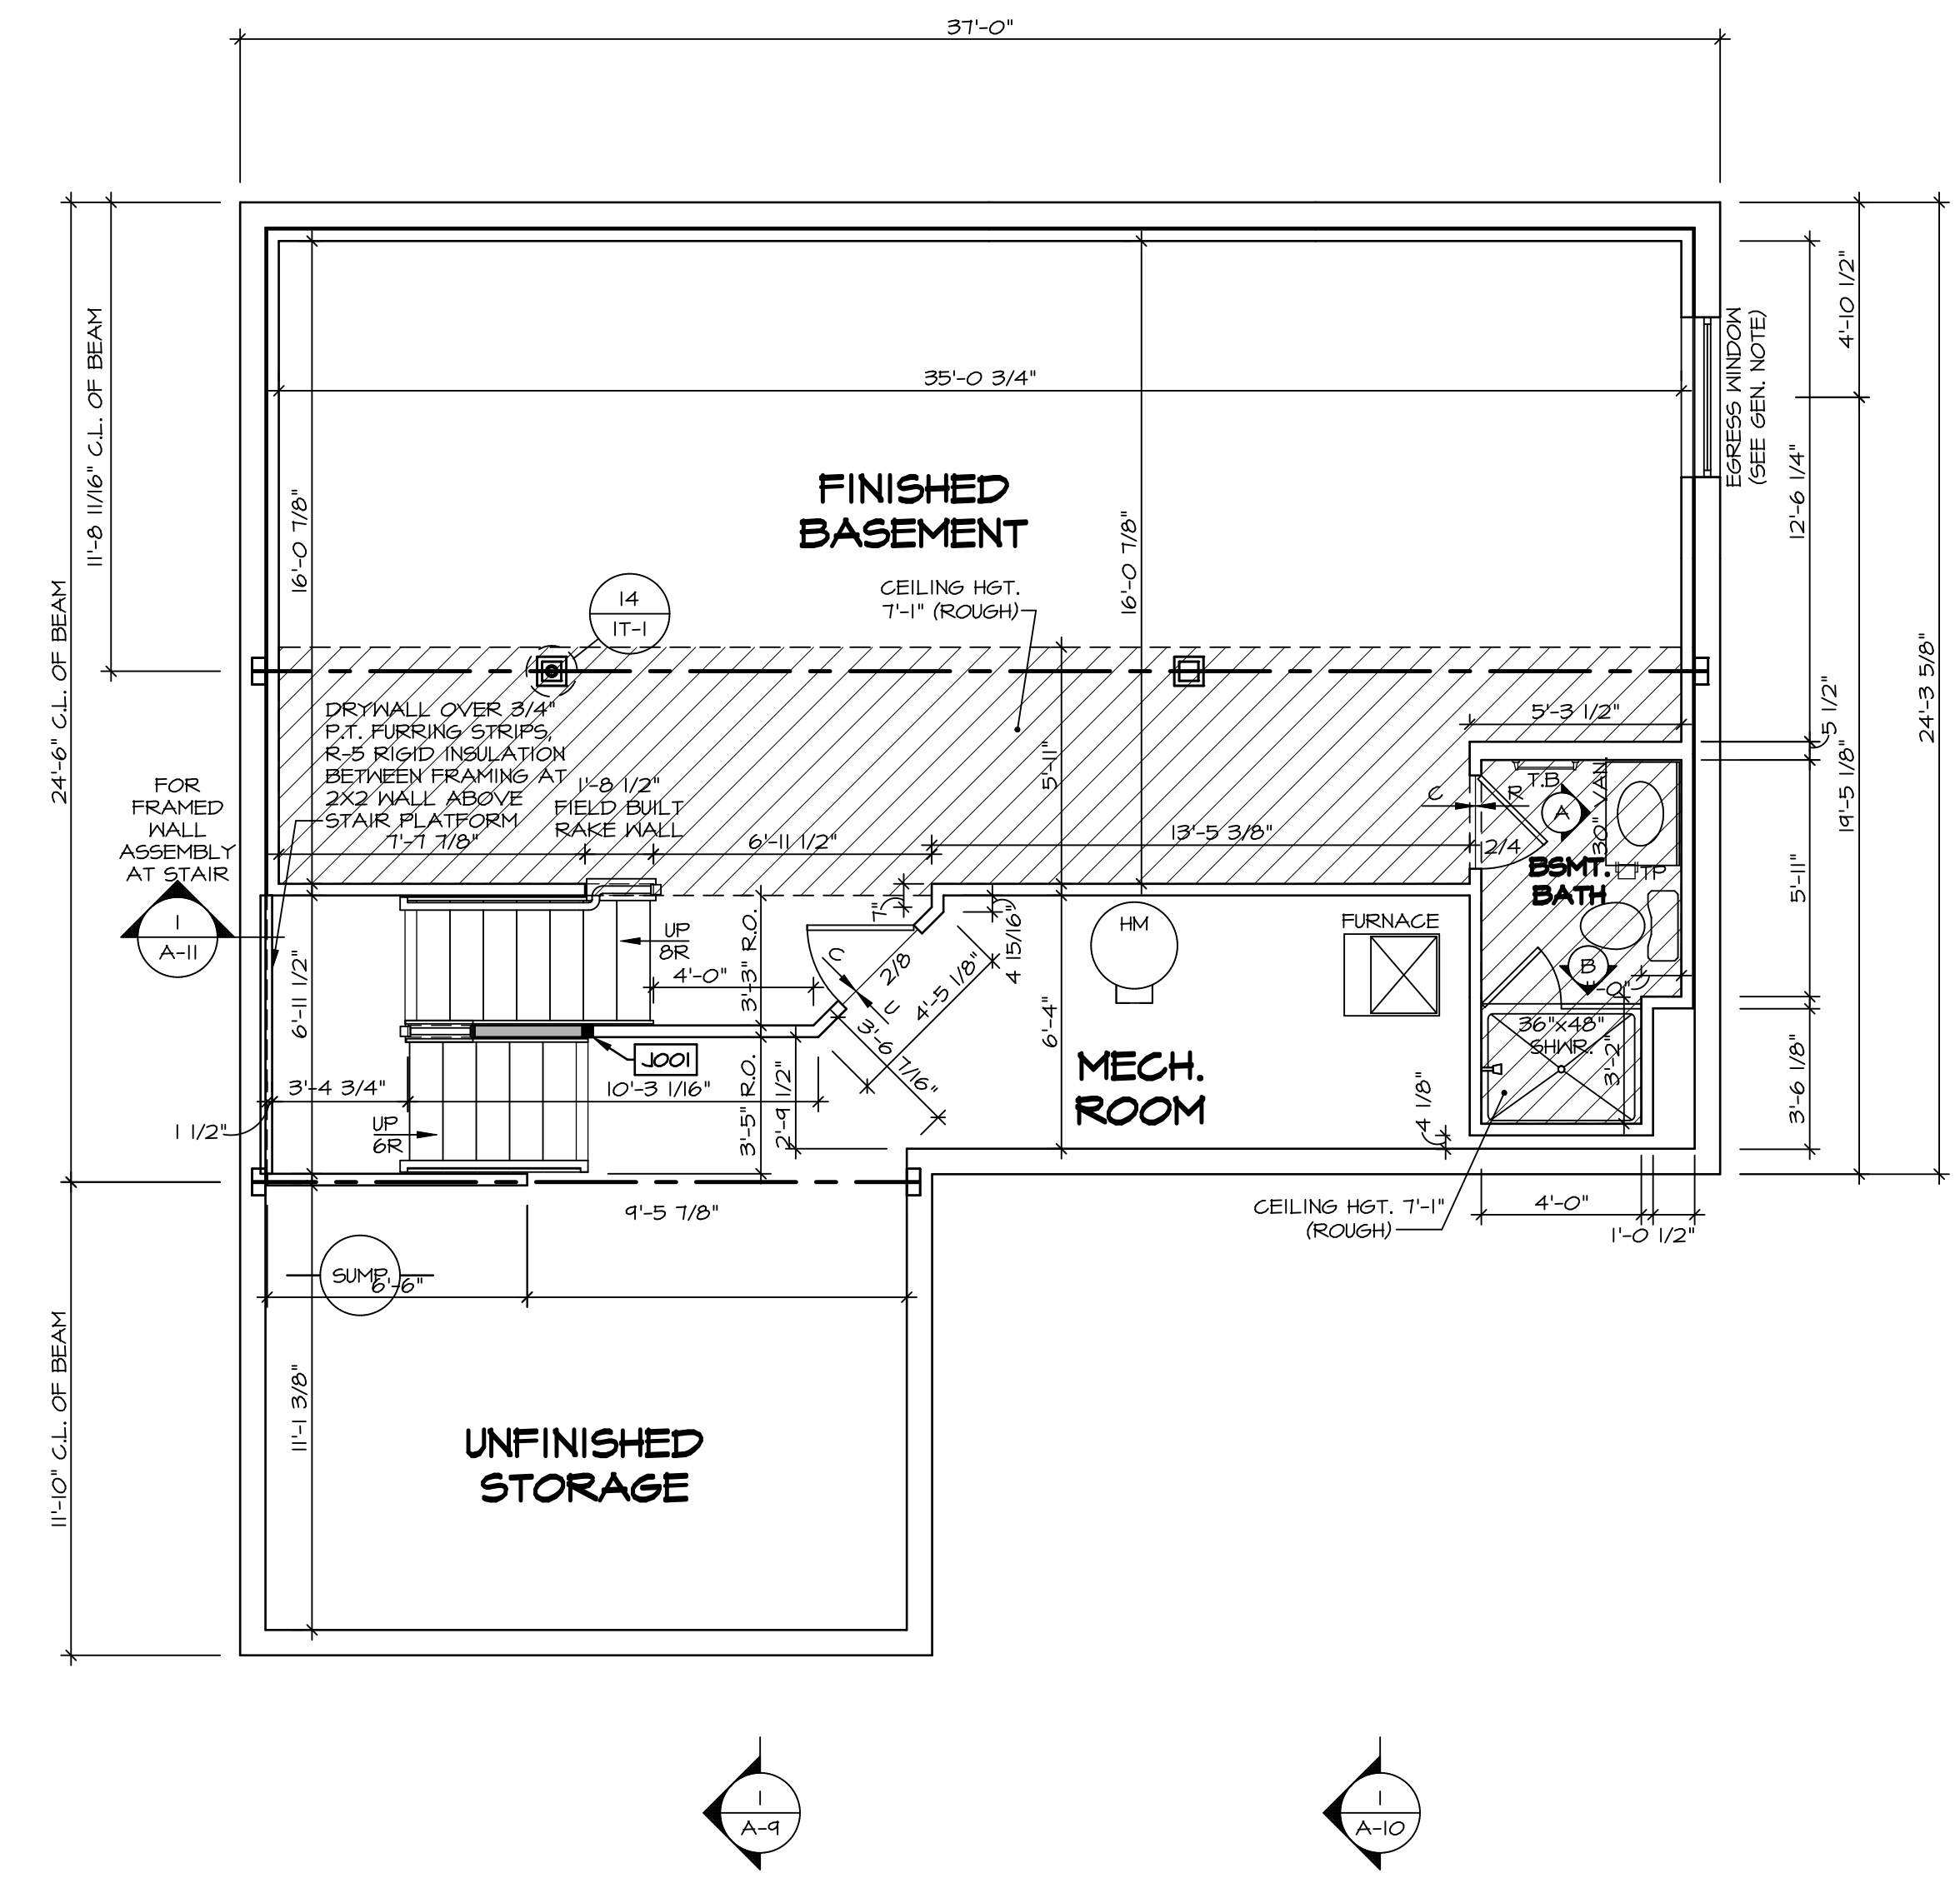 37'-0"
4'-10 1/2"
11'-8 11/16" C.L. OF BEAM
EGRESS WINDOW
(SEE GEN. NOTE)
35'-0 3/4"
12'-6 1/4"
16'-0 7/8"
FINISHED
BASEMENT
16'-0 7/8"
CEILING HGT.
7'-1" (ROUGH)
14
1T-1
24'-6" C.L. OF BEAM
24'-3 5/8"
5 1/2"
19'-5 1/8"
DRYWALL OVER 3/4"
P.T. FURRING STRIPS,
R-5 RIGID INSULATION
BETWEEN FRAMING AT
2X2 WALL ABOVE
STAIR PLATFORM
1'-8 1/2"
FIELD BUILT
RAKE WALL
5'-11"
5'-3 1/2"
FOR
FRAMED
WALL
ASSEMBLY
AT STAIR
1
A-11
7'-7 7/8"
6'-11 1/2"
13'-5 3/8"
C
R
T.B.
A
30" VAN
2/4
BSMT.
BATH
TP
5'-11"
7"
4 15/16"
HM
FURNACE
UP
8R
4'-0"
3'-3" R.O.
C
U
2/8
4'-5 1/8"
3'-6 7/16"
6'-11 1/2"
6'-4"
B
1'-0"
36"x48"
SHWR.
3'-2"
3'-6 1/8"
J001
MECH.
ROOM
3'-4 3/4"
10'-3 1/16"
3'-5" R.O.
2'-9 1/2"
4 1/8"
1 1/2"
UP
6R
CEILING HGT. 7'-1"
(ROUGH)
4'-0"
1'-0 1/2"
9'-5 7/8"
SUMP
6'-6"
11'-10" C.L. OF BEAM
11'-1 3/8"
UNFINISHED
STORAGE
1
A-9
1
A-10